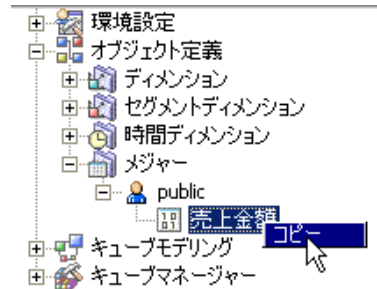 環境設定
オブジェクト定義
ディメンション
セグメントディメンション
時間ディメンション
メジャー
public
売上金額
コピー
キューブモデリング
キューブマネージャー